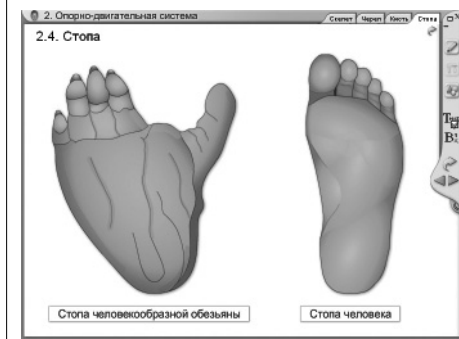 2. Опорно-двигательная система
Скелет Череп Кисть Стопа
2.4. Стопа
Стопа человекообразной обезьяны
Стопа человека